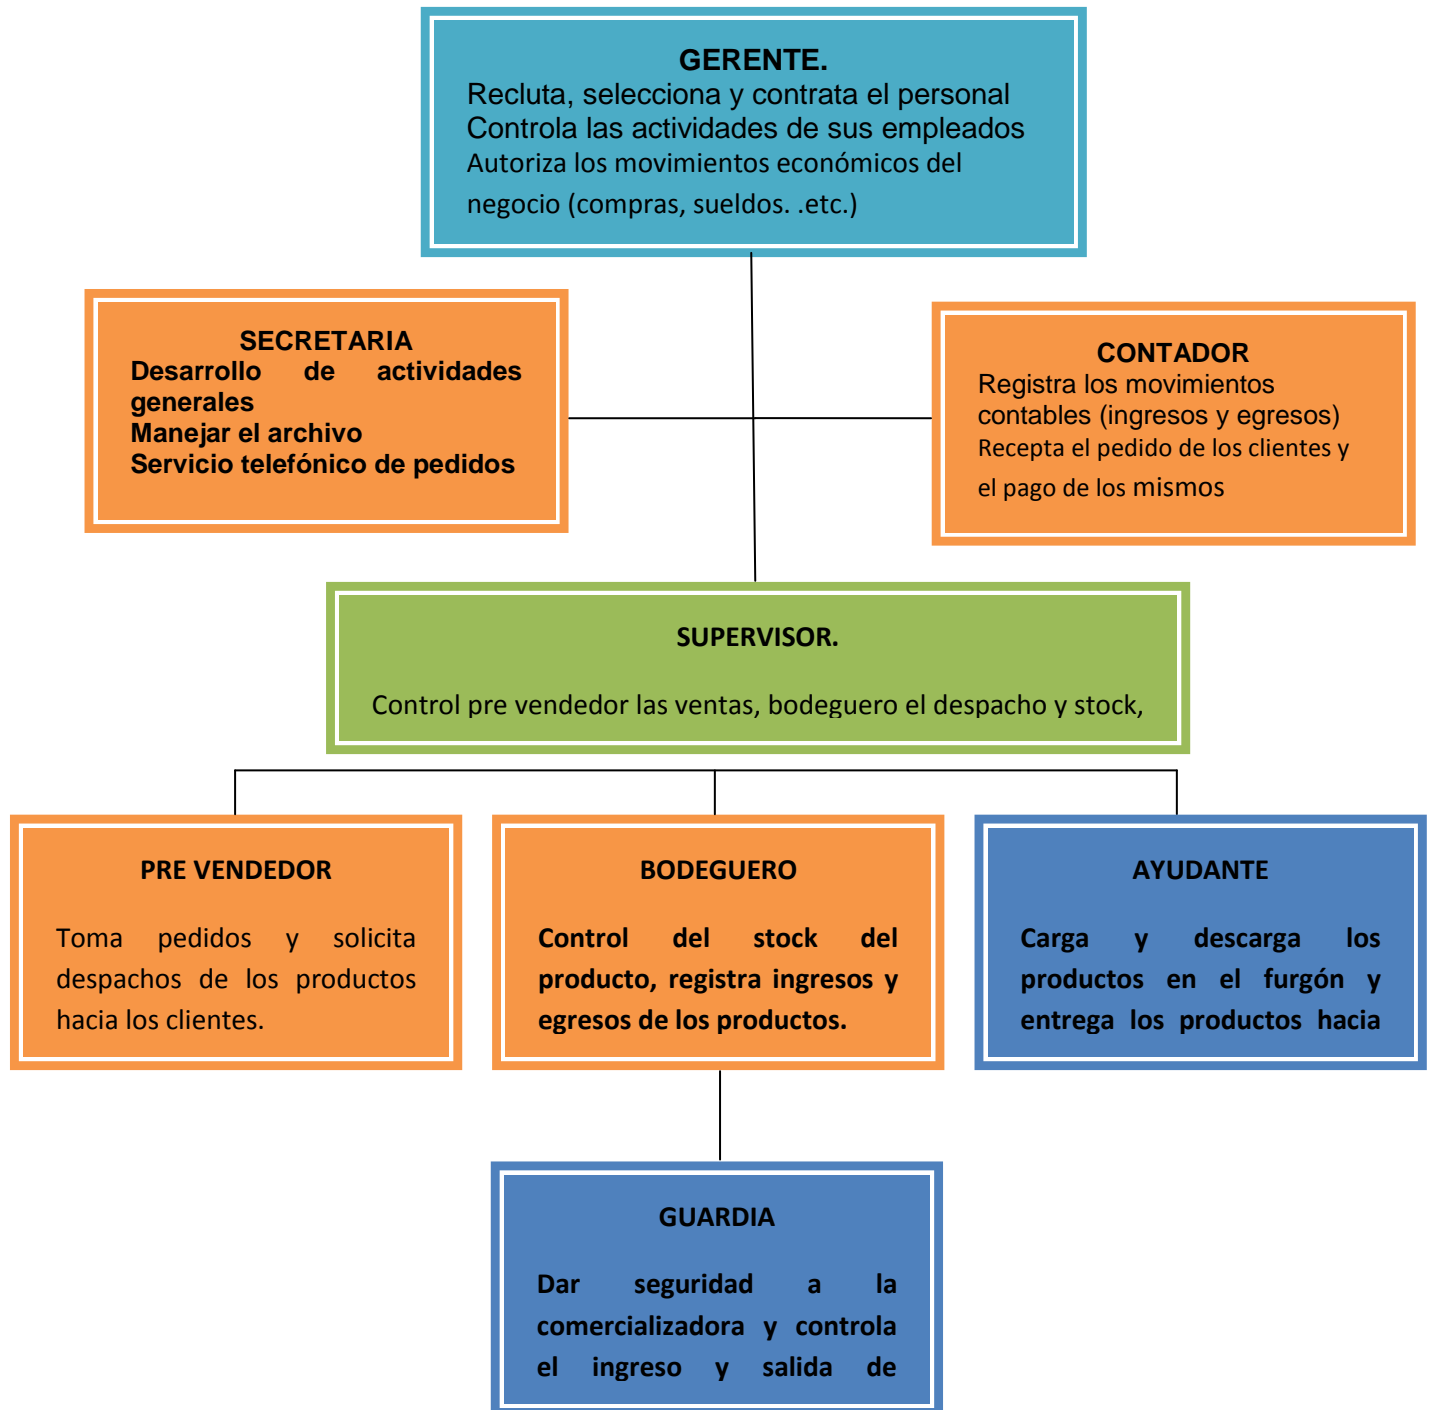 GERENTE.
Recluta, selecciona y contrata el personal
Controla las actividades de sus empleados
Autoriza los movimientos económicos del
negocio (compras, sueldos. .etc.)
SECRETARIA
Desarrollo de actividades
generales
Manejar el archivo
Servicio telefónico de pedidos
CONTADOR
Registra los movimientos
contables (ingresos y egresos)
Recepta el pedido de los clientes y
el pago de los mismos
SUPERVISOR.
Control pre vendedor las ventas, bodeguero el despacho y stock,
PRE VENDEDOR
Toma pedidos y solicita
despachos de los productos
hacia los clientes.
BODEGUERO
Control del stock del
producto, registra ingresos y
egresos de los productos.
AYUDANTE
Carga y descarga los
productos en el furgón y
entrega los productos hacia
GUARDIA
Dar seguridad a la
comercializadora y controla
el ingreso y salida de